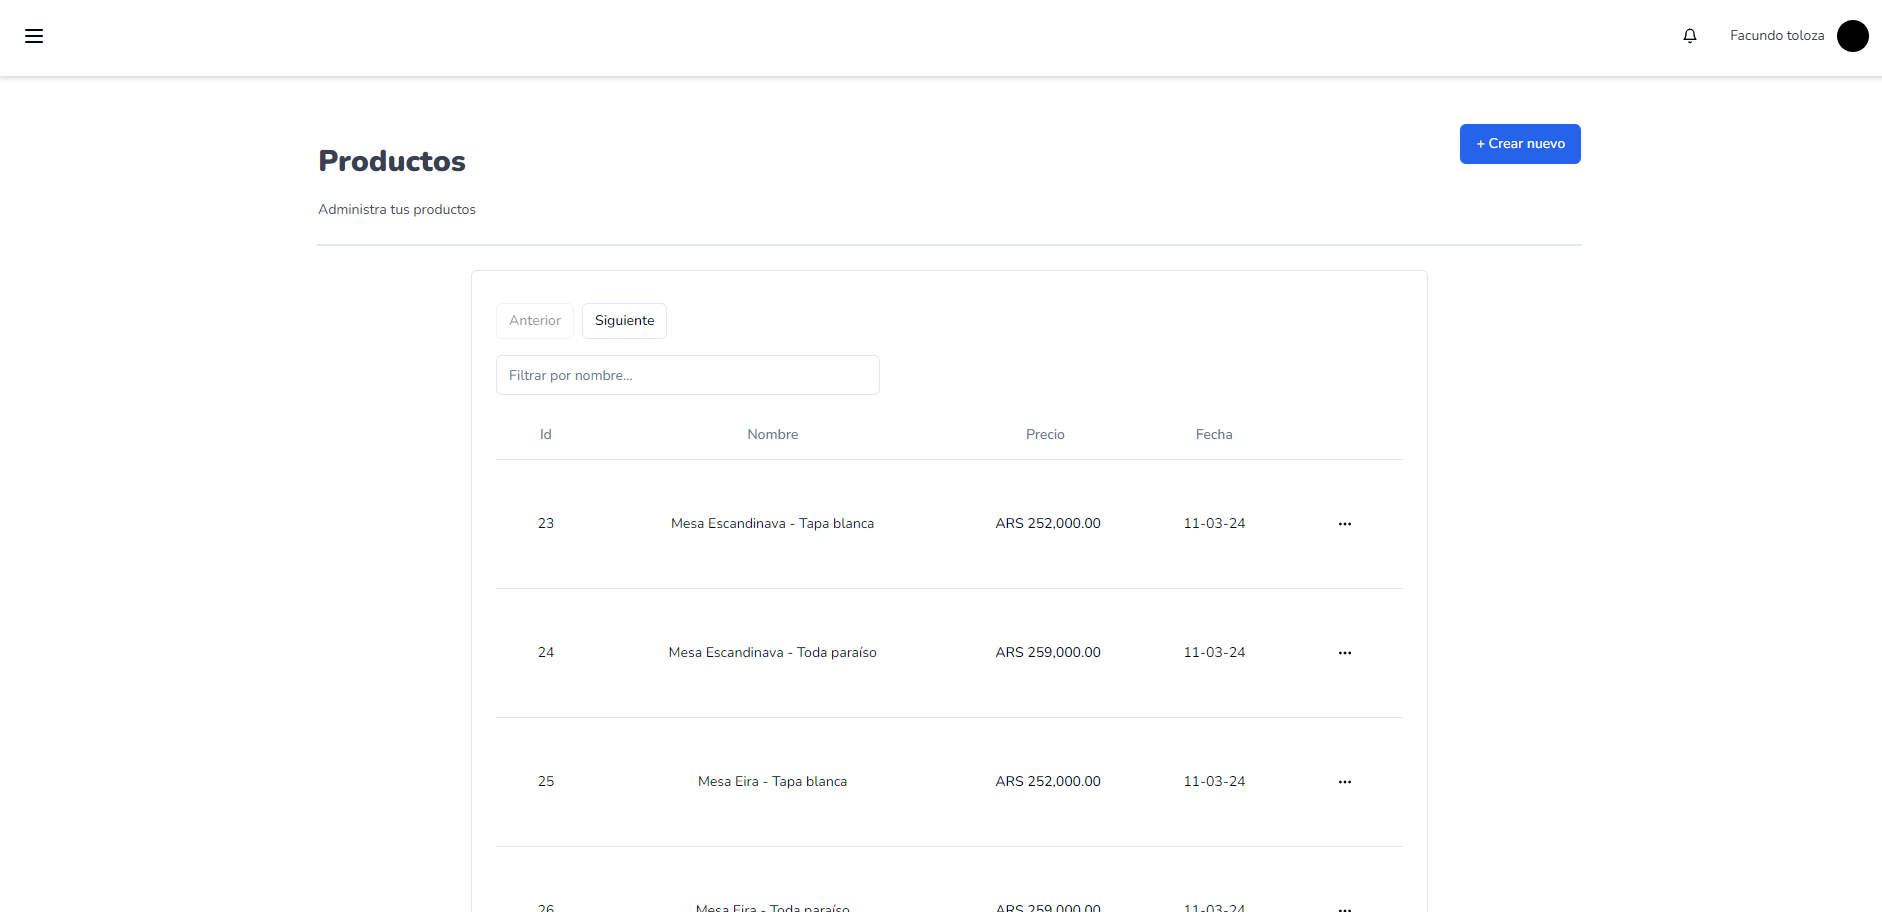 Facundo toloza
+ Crear nuevo
Productos
Administra tus productos
Anterior Siguiente
Filtrar por nombre...
Id Nombre Precio Fecha
23 Mesa Escandinava - Tapa blanca ARS 252,000.00 11-03-24
24 Mesa Escandinava - Toda paraíso ARS 259,000.00 11-03-24
25 Mesa Eira - Tapa blanca ARS 252,000.00 11-03-24
26 Mesa Eira - Toda paraíso ARS 259,000.00 11-03-24